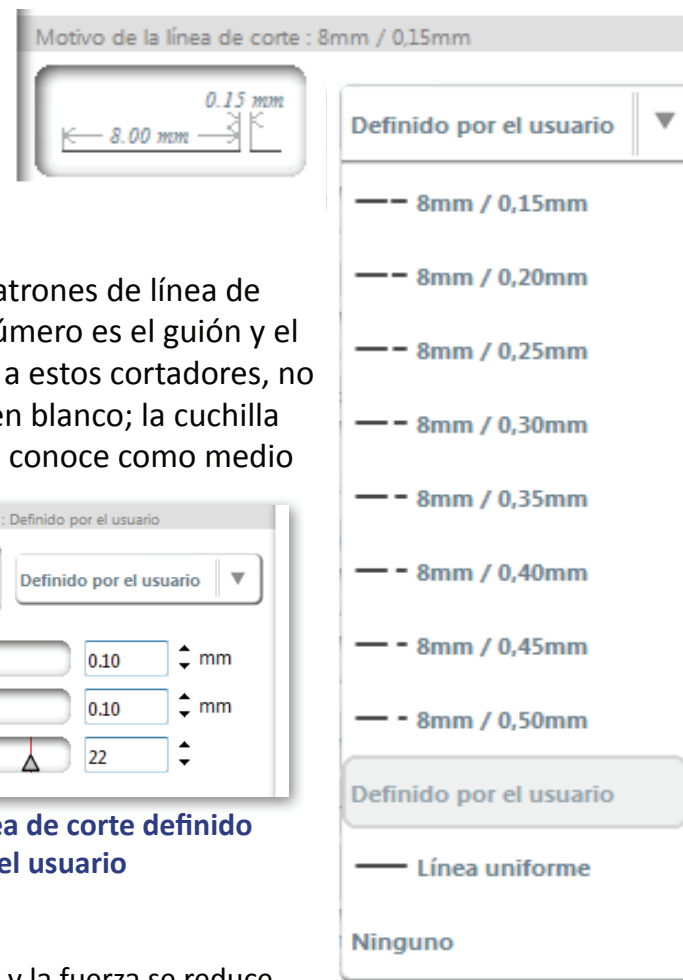 Motivo de la línea de corte : 8mm / 0,15mm
0.15 mm
8.00 mm
Definido por el usuario
8mm / 0,15mm
8mm / 0,20mm
8mm / 0,25mm
8mm / 0,30mm
8mm / 0,35mm
8mm / 0,40mm
8mm / 0,45mm
8mm / 0,50mm
Definido por el usuario
Línea uniforme
Ninguno
de línea de
es el guión y el
a estos cortadores, no
en blanco; la cuchilla
conoce como medio
: Definido por el usuario
Definido por el usuario
0.10 mm
0.10 mm
22
de corte definido
el usuario
y la fuerza se reduce